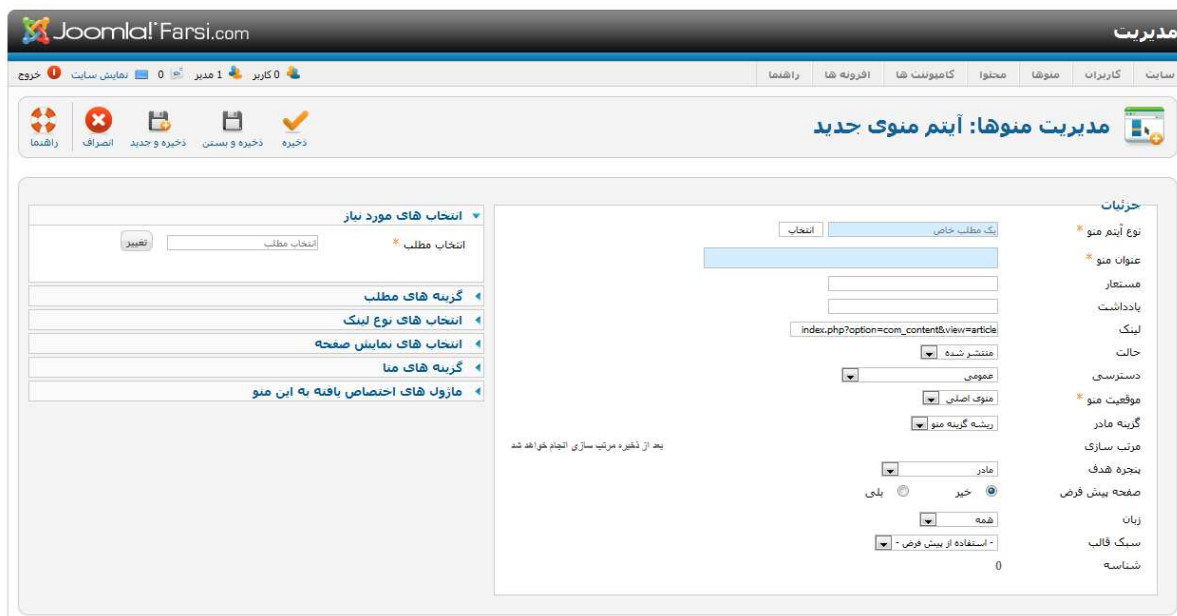 Joomla! Farsi.com
مدیریت
سایت کاربران منوها محتوا کامپوننت ها افزونه ها راهنما
0 کاربر 1 مدیر 0 نمایش سایت خروج
مدیریت منوها: آیتم منوی جدید
ذخیره ذخیره و بستن ذخیره و جدید انصراف راهنما
جزئیات
نوع آیتم منو * یک مطلب خاص انتخاب
عنوان منو *
مستعار
یادداشت
لینک index.php?option=com_content&view=article
حالت منتشر شده
دسترسی عمومی
موقعیت منو * منوی اصلی
گزینه مادر ریشه گزینه منو
مرتب سازی بعد از ذخیره مرتب سازی انجام خواهد شد
پنجره هدف مادر
صفحه پیش فرض خیر بلی
زبان همه
سبک قالب - استفاده از پیش فرض -
شناسه 0
انتخاب های مورد نیاز
انتخاب مطلب * انتخاب مطلب تغییر
گزینه های مطلب
انتخاب های نوع لینک
انتخاب های نمایش صفحه
گزینه های متا
ماژول های اختصاص یافته به این منو